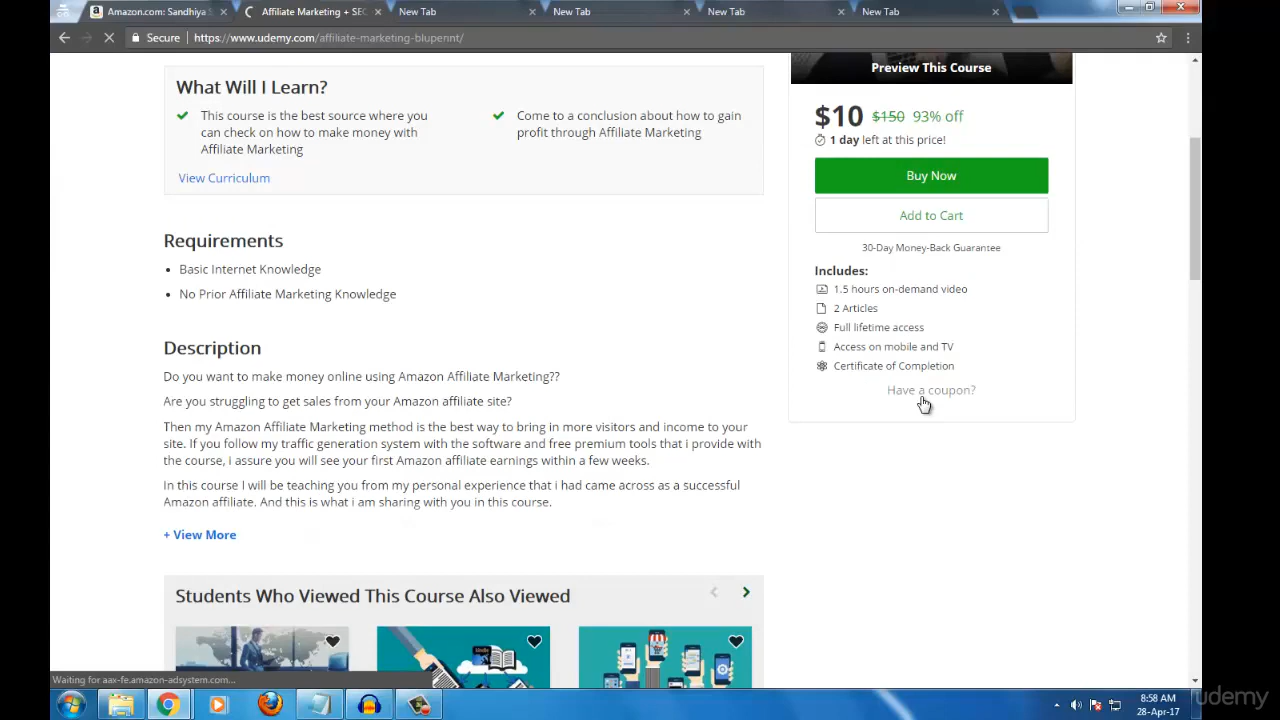 Amazon.com: Sandhiya
Affiliate Marketing + SEC
New Tab
New Tab
New Tab
New Tab
Secure
https://www.udemy.com/affiliate-marketing-blupennt/
Preview This Course
What Will I Learn?
This course is the best source where you
can check on how to make money with
Affiliate Marketing
Come to a conclusion about how to gain
profit through Affiliate Marketing
View Curriculum
$10 $150 93% off
1 day left at this price!
Buy Now
Add to Cart
30-Day Money-Back Guarantee
Includes:
1.5 hours on-demand video
2 Articles
Full lifetime access
Access on mobile and TV
Certificate of Completion
Have a coupon?
Requirements
Basic Internet Knowledge
No Prior Affiliate Marketing Knowledge
Description
Do you want to make money online using Amazon Affiliate Marketing??
Are you struggling to get sales from your Amazon affiliate site?
Then my Amazon Affiliate Marketing method is the best way to bring in more visitors and income to your
site. If you follow my traffic generation system with the software and free premium tools that i provide with
the course, i assure you will see your first Amazon affiliate earnings within a few weeks.
In this course I will be teaching you from my personal experience that i had came across as a successful
Amazon affiliate. And this is what i am sharing with you in this course.
+ View More
Students Who Viewed This Course Also Viewed
Waiting for aax-fe.amazon-adsystem.com...
8:58 AM
28-Apr-17
udemy